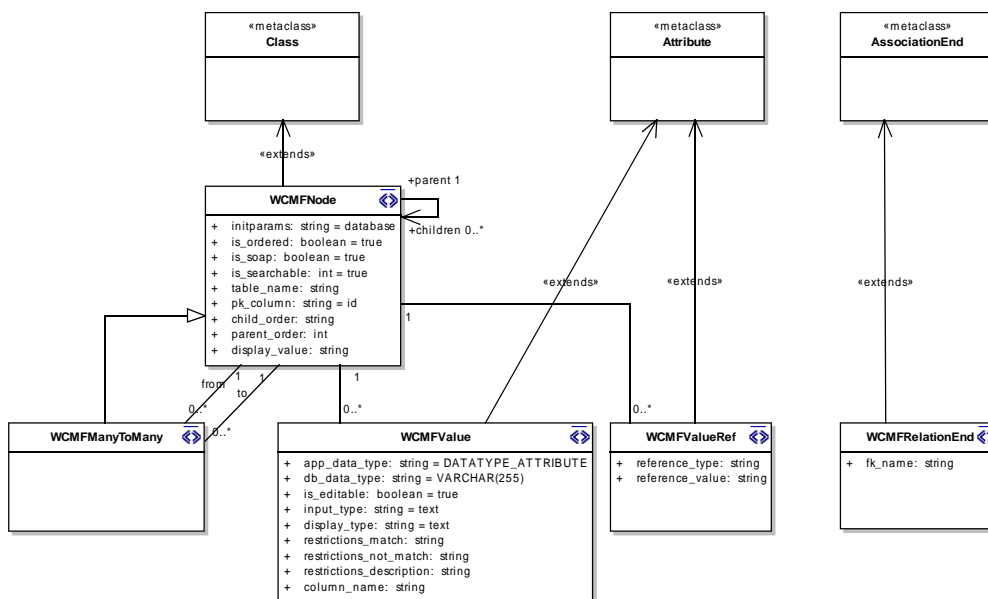 «metaclass»
Class
«metaclass»
Attribute
«metaclass»
AssociationEnd
«extends»
+parent 1
+children 0..*
WCMFNode
+ initparams: string = database
+ is_ordered: boolean = true
+ is_soap: boolean = true
+ is_searchable: int = true
+ table_name: string
+ pk_column: string = id
+ child_order: string
+ parent_order: int
+ display_value: string
«extends»
«extends»
«extends»
1
from
1
1
to
1
0..*
0..*
0..*
0..*
WCMFManyToMany
WCMFValue
+ app_data_type: string = DATATYPE_ATTRIBUTE
+ db_data_type: string = VARCHAR(255)
+ is_editable: boolean = true
+ input_type: string = text
+ display_type: string = text
+ restrictions_match: string
+ restrictions_not_match: string
+ restrictions_description: string
+ column_name: string
WCMFValueRef
+ reference_type: string
+ reference_value: string
WCMFRelationEnd
+ fk_name: string